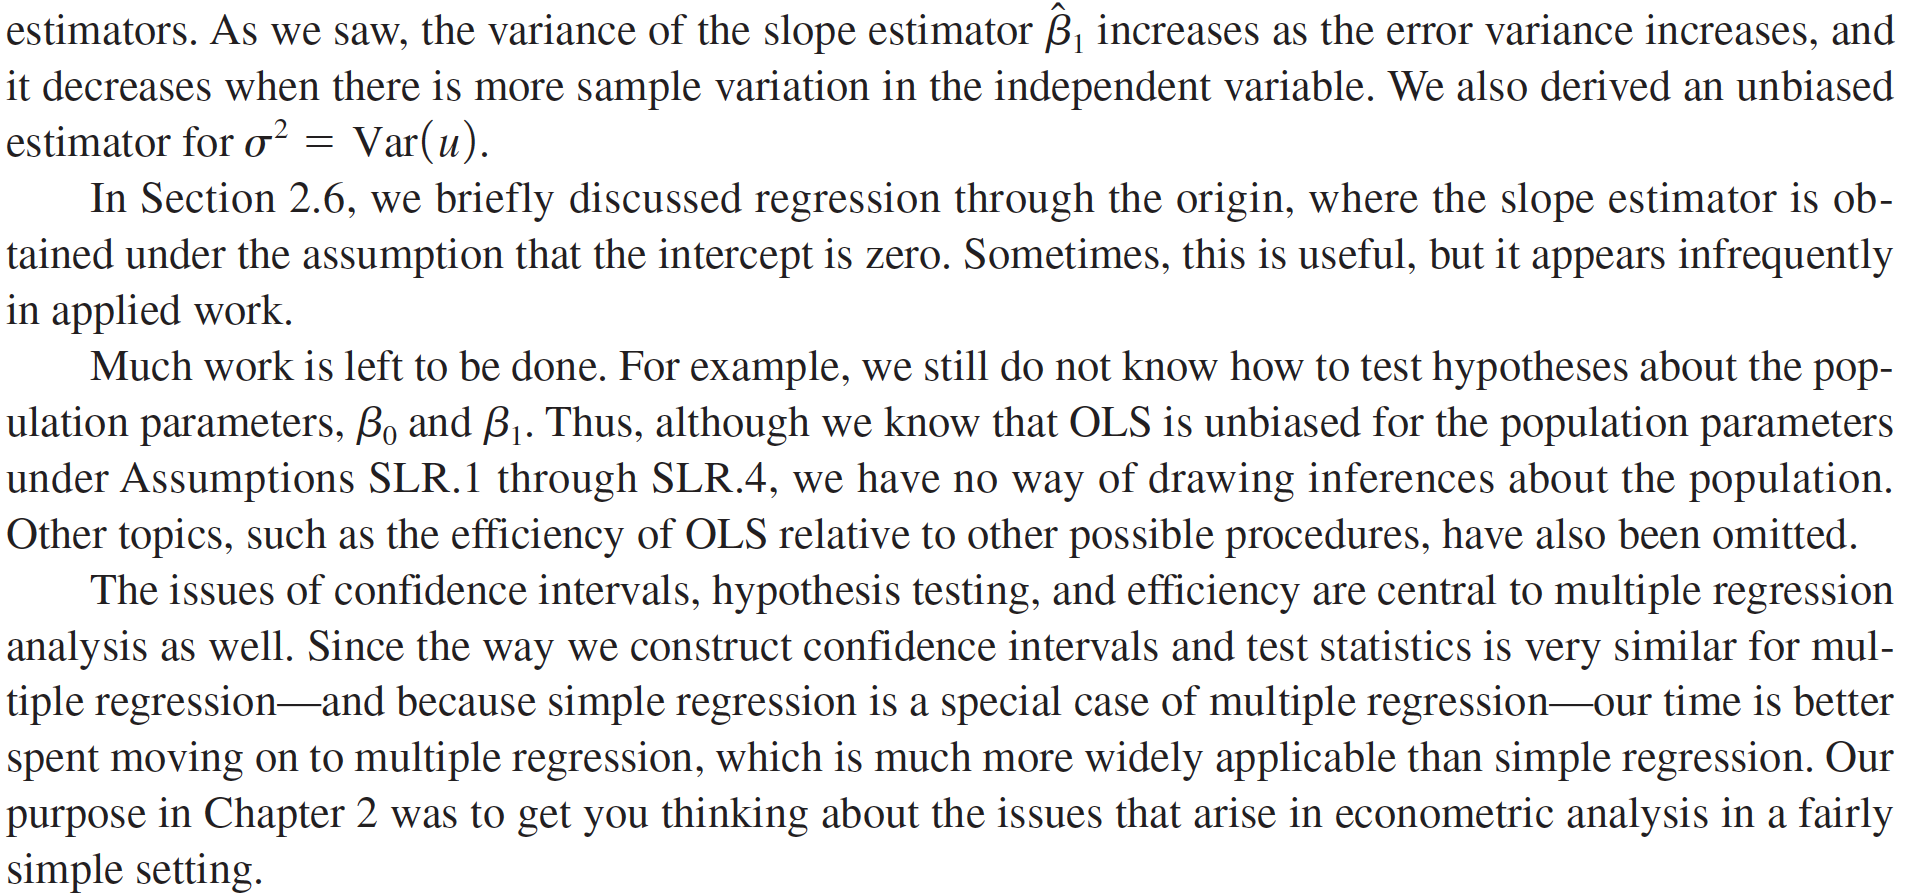 estimators. As we saw, the variance of the slope estimator β̂₁ increases as the error variance increases, and
it decreases when there is more sample variation in the independent variable. We also derived an unbiased
estimator for σ² = Var(u).
In Section 2.6, we briefly discussed regression through the origin, where the slope estimator is ob-
tained under the assumption that the intercept is zero. Sometimes, this is useful, but it appears infrequently
in applied work.
Much work is left to be done. For example, we still do not know how to test hypotheses about the pop-
ulation parameters, β₀ and β₁. Thus, although we know that OLS is unbiased for the population parameters
under Assumptions SLR.1 through SLR.4, we have no way of drawing inferences about the population.
Other topics, such as the efficiency of OLS relative to other possible procedures, have also been omitted.
The issues of confidence intervals, hypothesis testing, and efficiency are central to multiple regression
analysis as well. Since the way we construct confidence intervals and test statistics is very similar for mul-
tiple regression—and because simple regression is a special case of multiple regression—our time is better
spent moving on to multiple regression, which is much more widely applicable than simple regression. Our
purpose in Chapter 2 was to get you thinking about the issues that arise in econometric analysis in a fairly
simple setting.